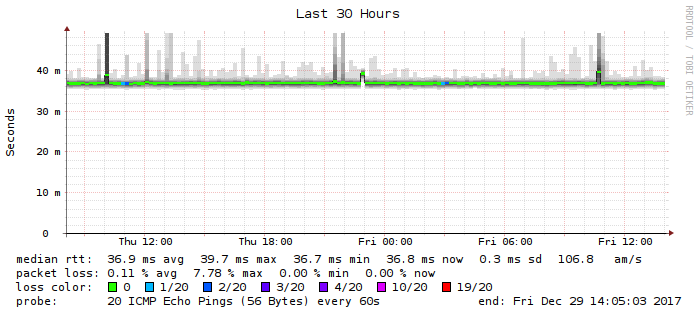 Last 30 Hours
RRDTOOL / TOBI OETIKER
Seconds
40 m
30 m
20 m
10 m
0
Thu 12:00 Thu 18:00 Fri 00:00 Fri 06:00 Fri 12:00
median rtt: 36.9 ms avg 39.7 ms max 36.7 ms min 36.8 ms now 0.3 ms sd 106.8 am/s
packet loss: 0.11 % avg 7.78 % max 0.00 % min 0.00 % now
loss color: 0 1/20 2/20 3/20 4/20 10/20 19/20
probe: 20 ICMP Echo Pings (56 Bytes) every 60s end: Fri Dec 29 14:05:03 2017